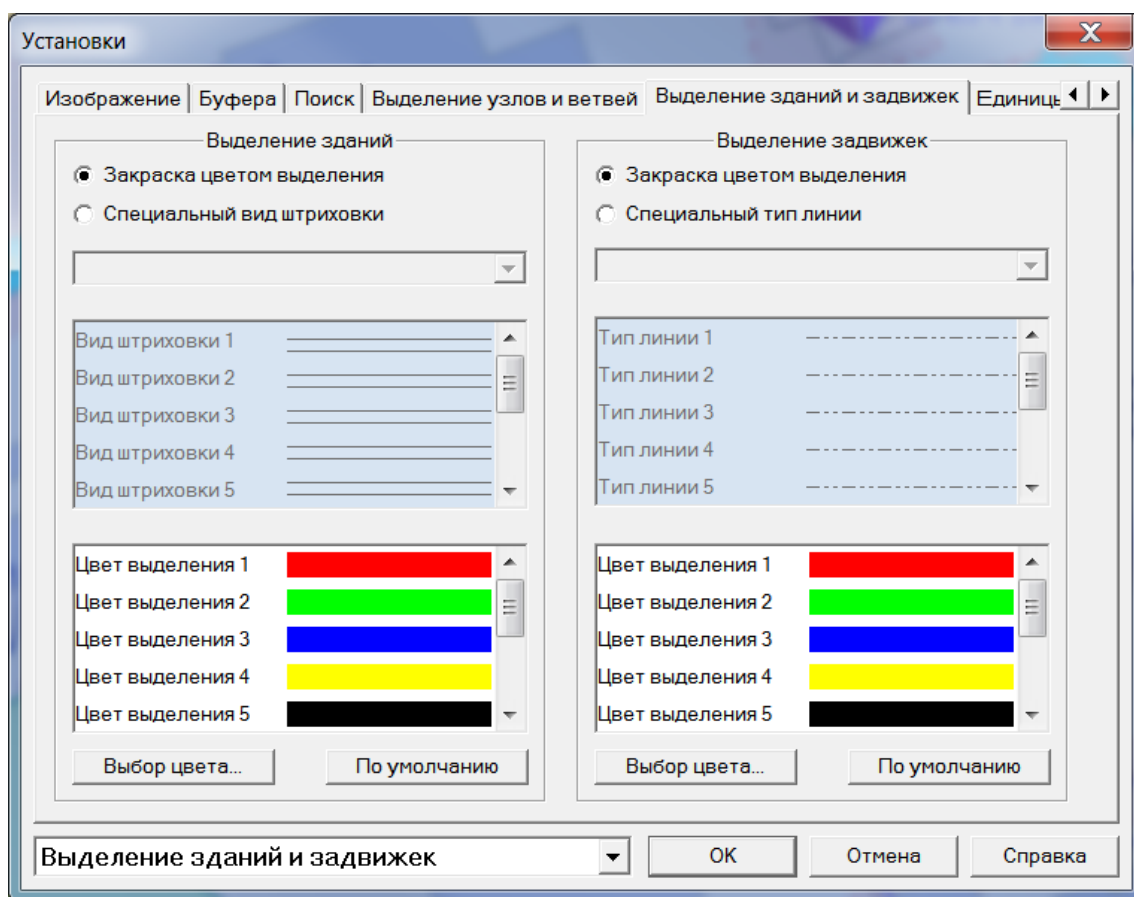 Установки
Изображение Буфера Поиск Выделение узлов и ветвей Выделение зданий и задвижек Единицы
Выделение зданий
Закраска цветом выделения
Специальный вид штриховки
Вид штриховки 1
Вид штриховки 2
Вид штриховки 3
Вид штриховки 4
Вид штриховки 5
Цвет выделения 1
Цвет выделения 2
Цвет выделения 3
Цвет выделения 4
Цвет выделения 5
Выбор цвета... По умолчанию
Выделение задвижек
Закраска цветом выделения
Специальный тип линии
Тип линии 1
Тип линии 2
Тип линии 3
Тип линии 4
Тип линии 5
Цвет выделения 1
Цвет выделения 2
Цвет выделения 3
Цвет выделения 4
Цвет выделения 5
Выбор цвета... По умолчанию
Выделение зданий и задвижек OK Отмена Справка